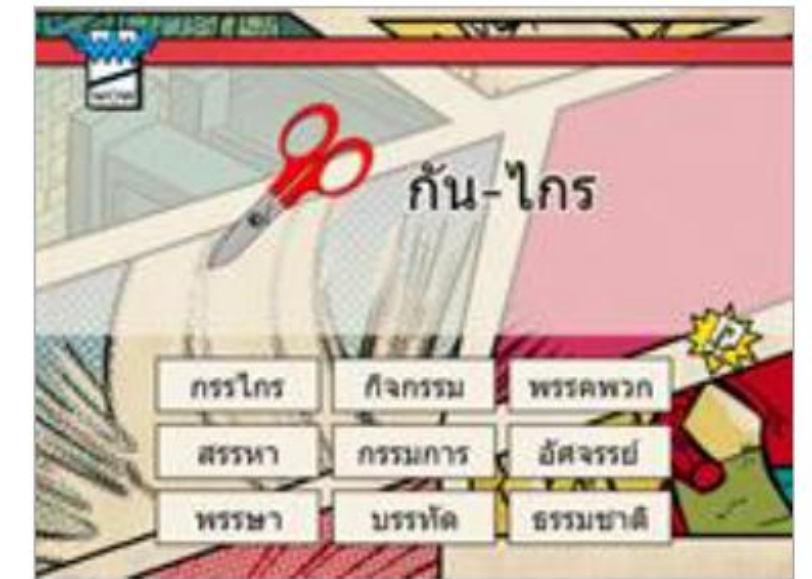 กัน-ไกร
กรรไกร กิจกรรม พรรคพวก
สรรหา กรรมการ อัศจรรย์
พรรษา บรรทัด ธรรมชาติ